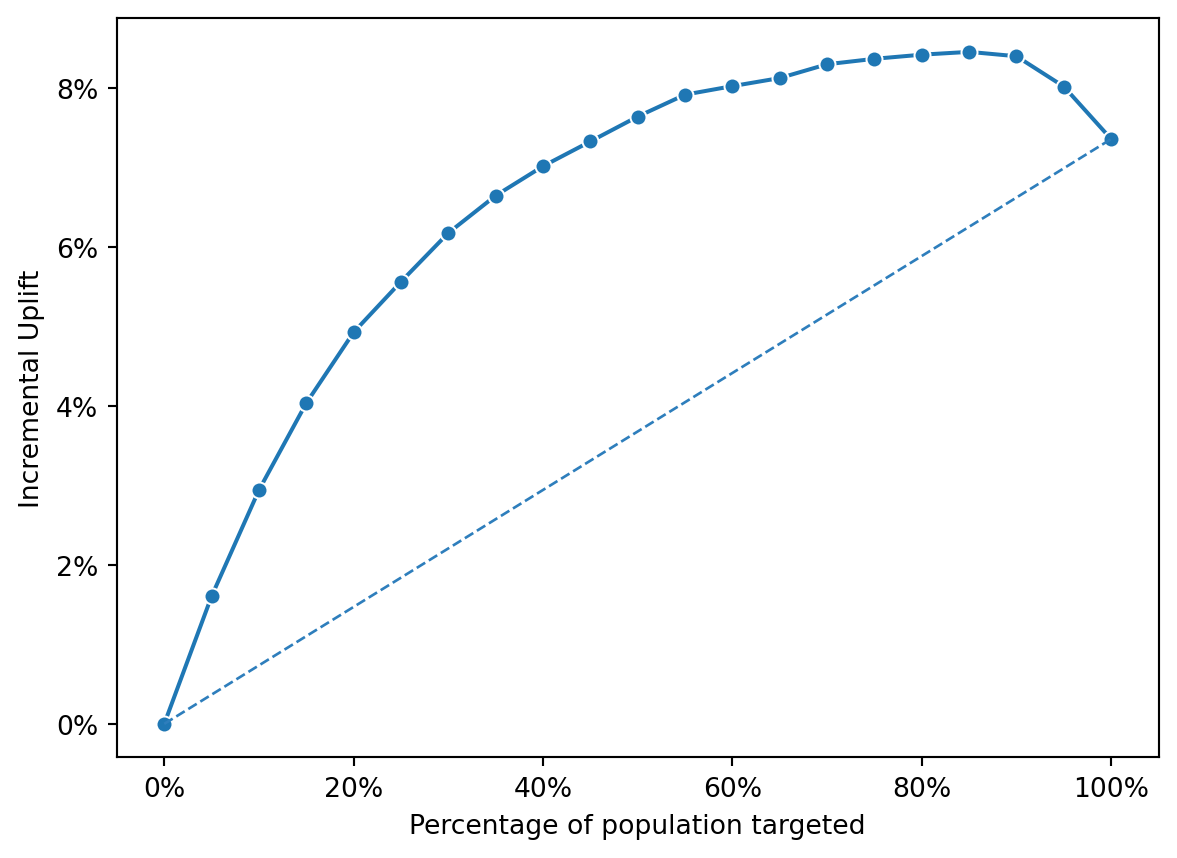 8%
6%
4%
2%
0%
Incremental Uplift
0% 20% 40% 60% 80% 100%
Percentage of population targeted